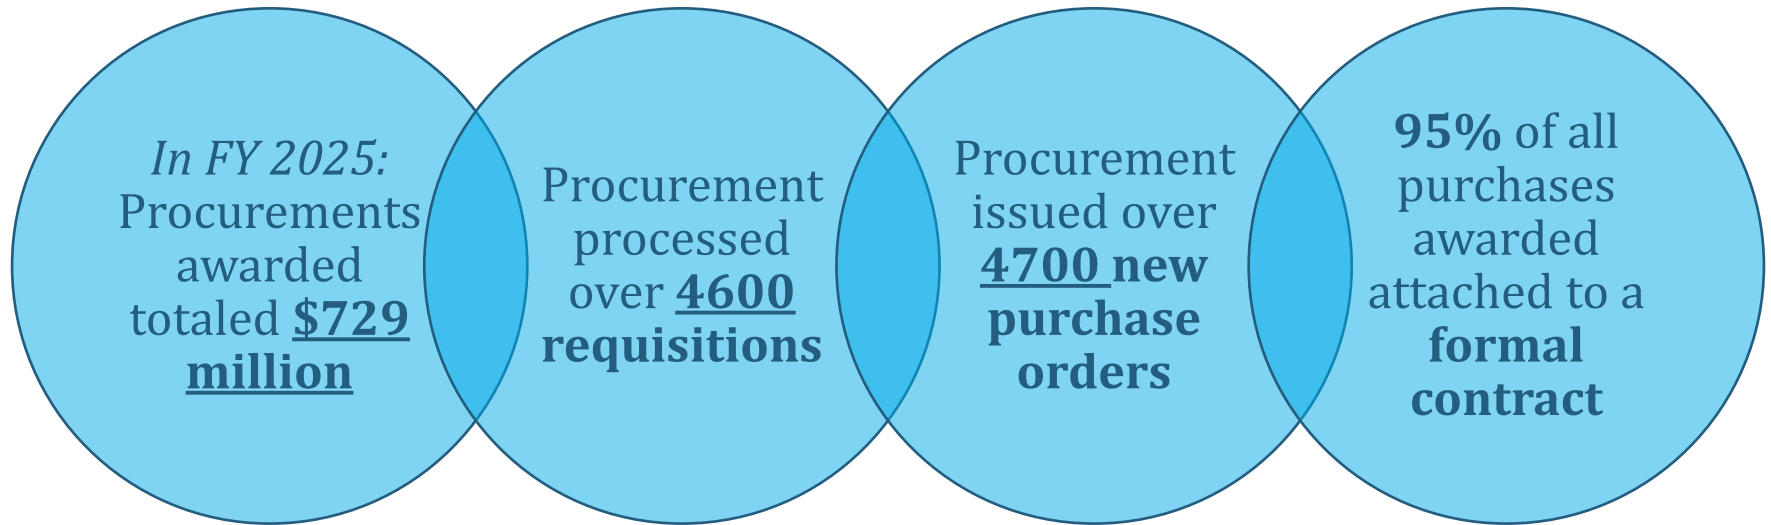 In FY 2025:
Procurements
awarded
totaled $729
million
Procurement
processed
over 4600
requisitions
Procurement
issued over
4700 new
purchase
orders
95% of all
purchases
awarded
attached to a
formal
contract